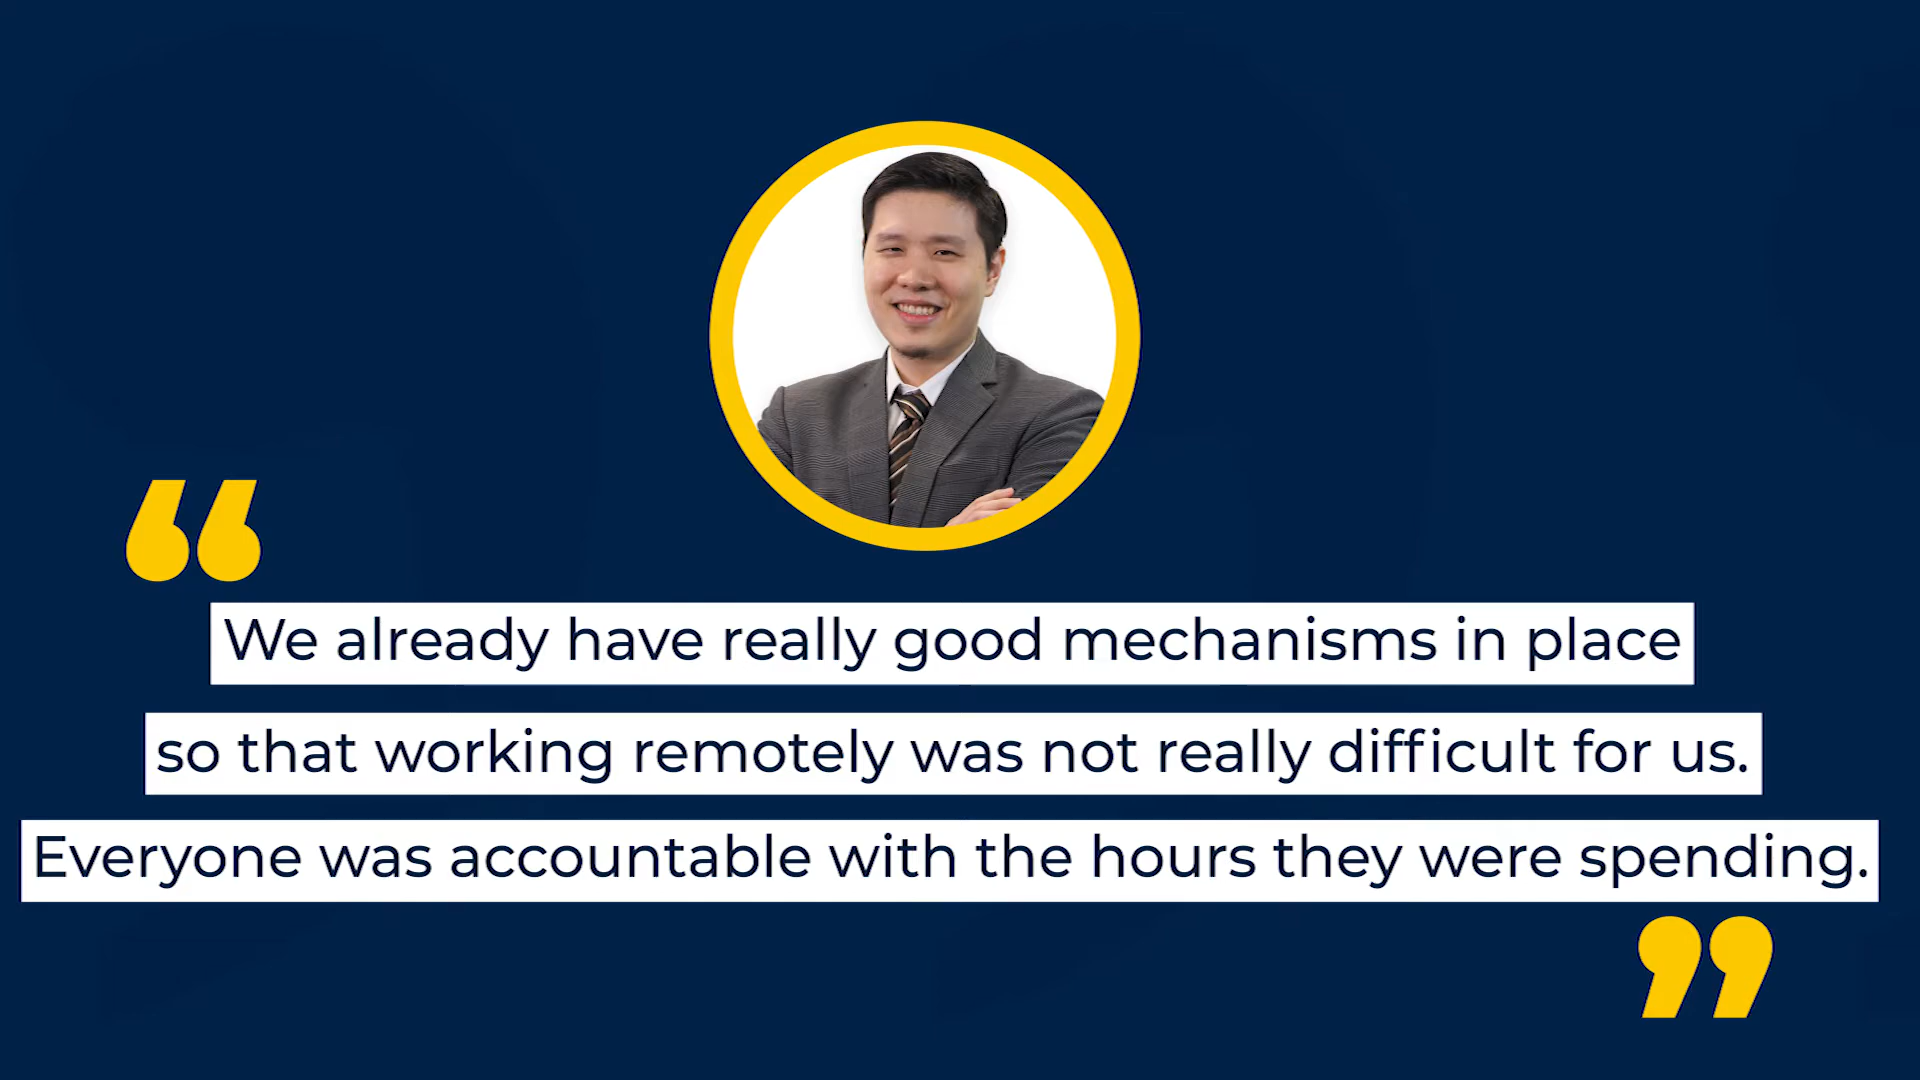 “
We already have really good mechanisms in place
so that working remotely was not really difficult for us.
Everyone was accountable with the hours they were spending.
”